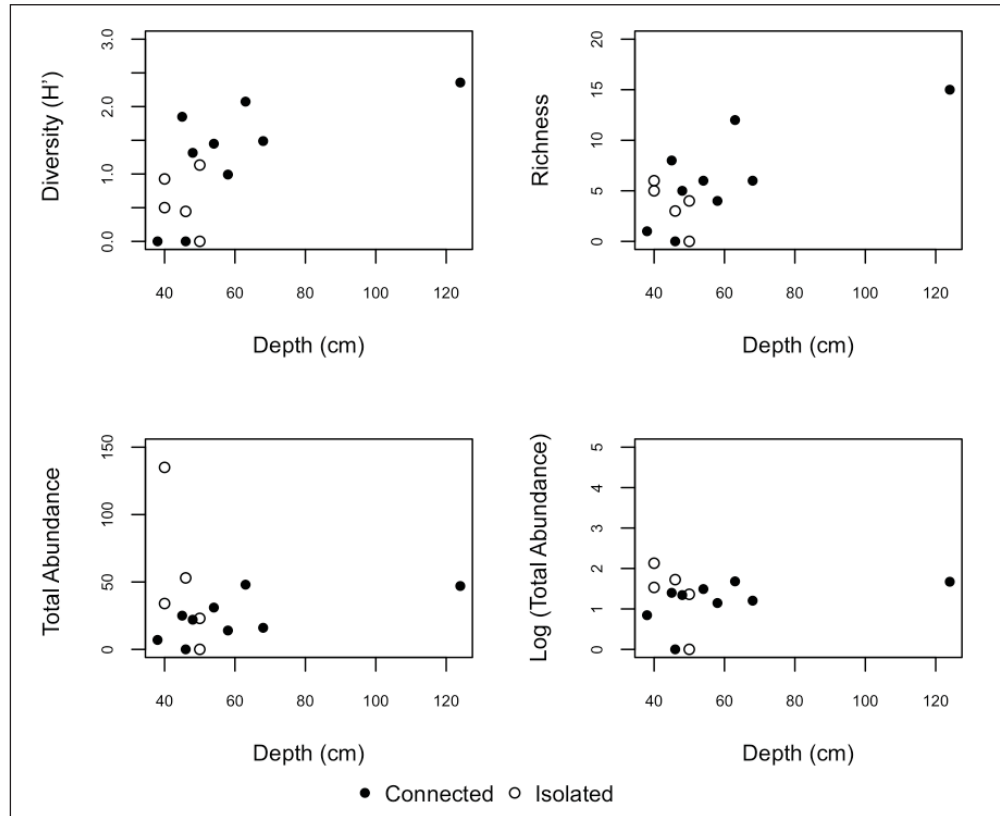 Diversity (H')
3.0
2.0
1.0
0.0
40 60 80 100 120
Depth (cm)
Richness
20
15
10
5
0
40 60 80 100 120
Depth (cm)
Total Abundance
150
100
50
0
40 60 80 100 120
Depth (cm)
Log (Total Abundance)
5
4
3
2
1
0
40 60 80 100 120
Depth (cm)
Connected Isolated